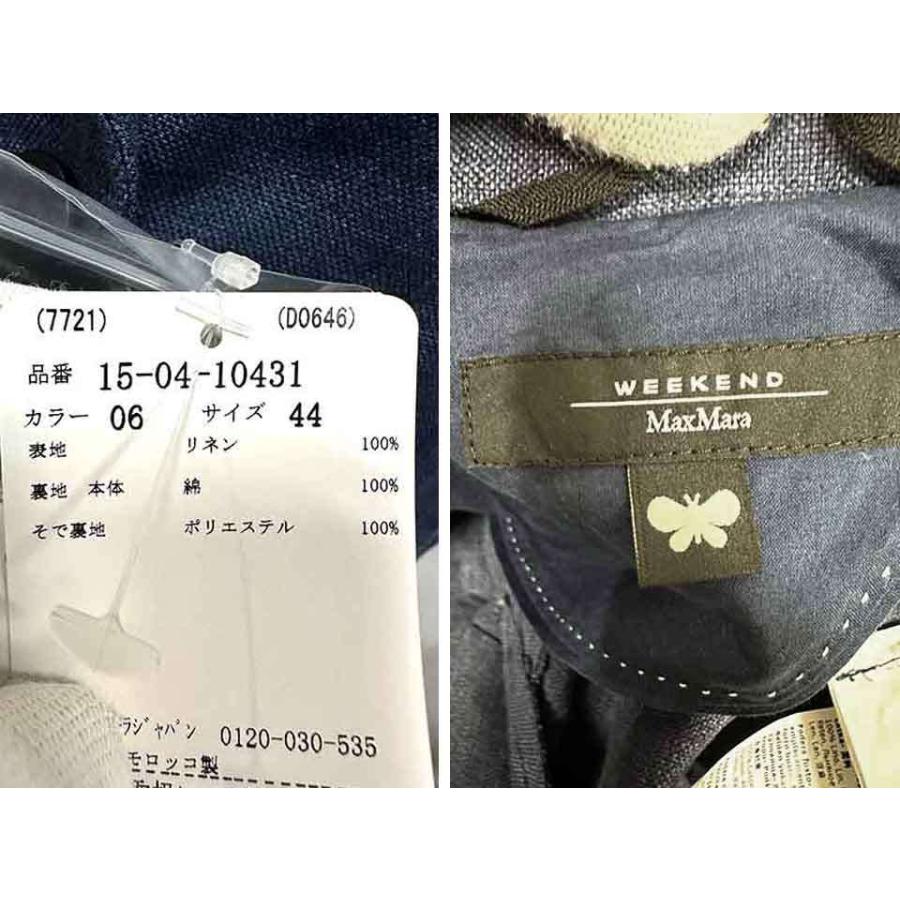 (7721) (D0646)
品番 15-04-10431
カラー 06 サイズ 44
表地 リネン 100%
裏地 本体 綿 100%
そで裏地 ポリエステル 100%
ラジャパン 0120-030-535
モロッコ製
WEEKEND
MaxMara